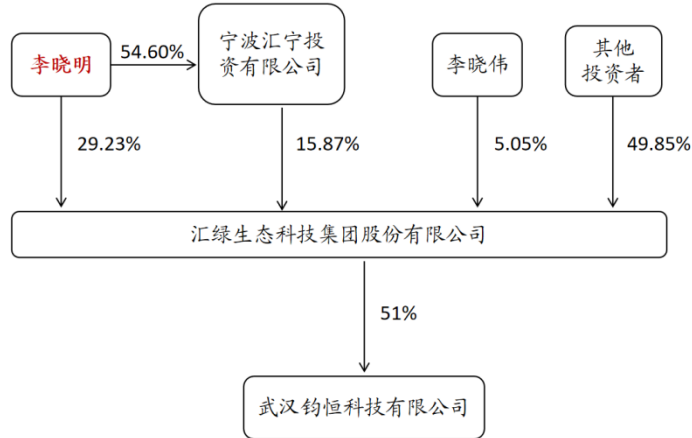 李晓明
54.60%
宁波汇宁投
资有限公司
李晓伟
其他
投资者
29.23%
15.87%
5.05%
49.85%
汇绿生态科技集团股份有限公司
51%
武汉钧恒科技有限公司